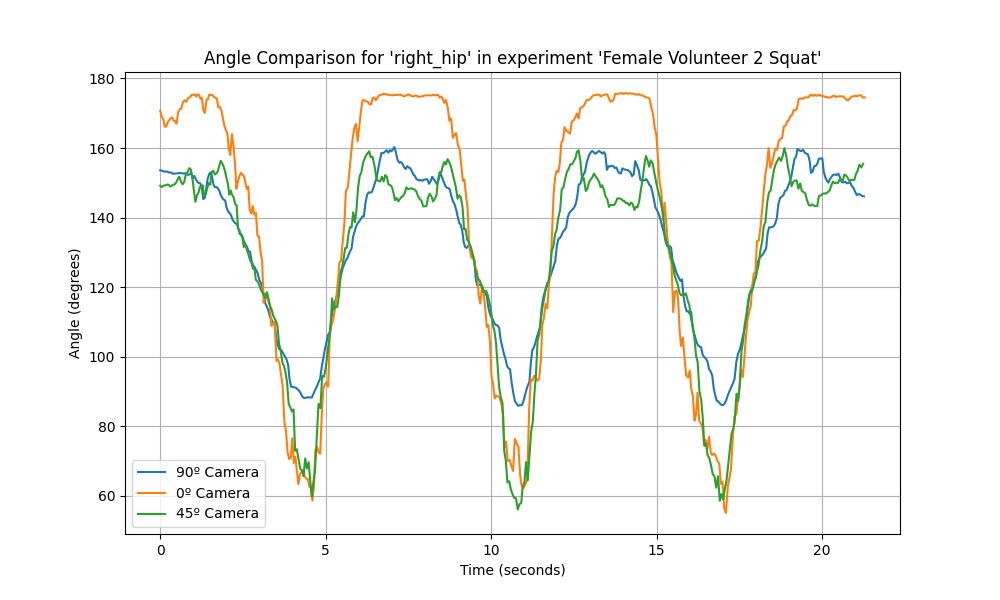 Angle Comparison for 'right_hip' in experiment 'Female Volunteer 2 Squat'
180
160
140
120
100
80
60
Angle (degrees)
90º Camera
0º Camera
45º Camera
0
5
10
15
20
Time (seconds)